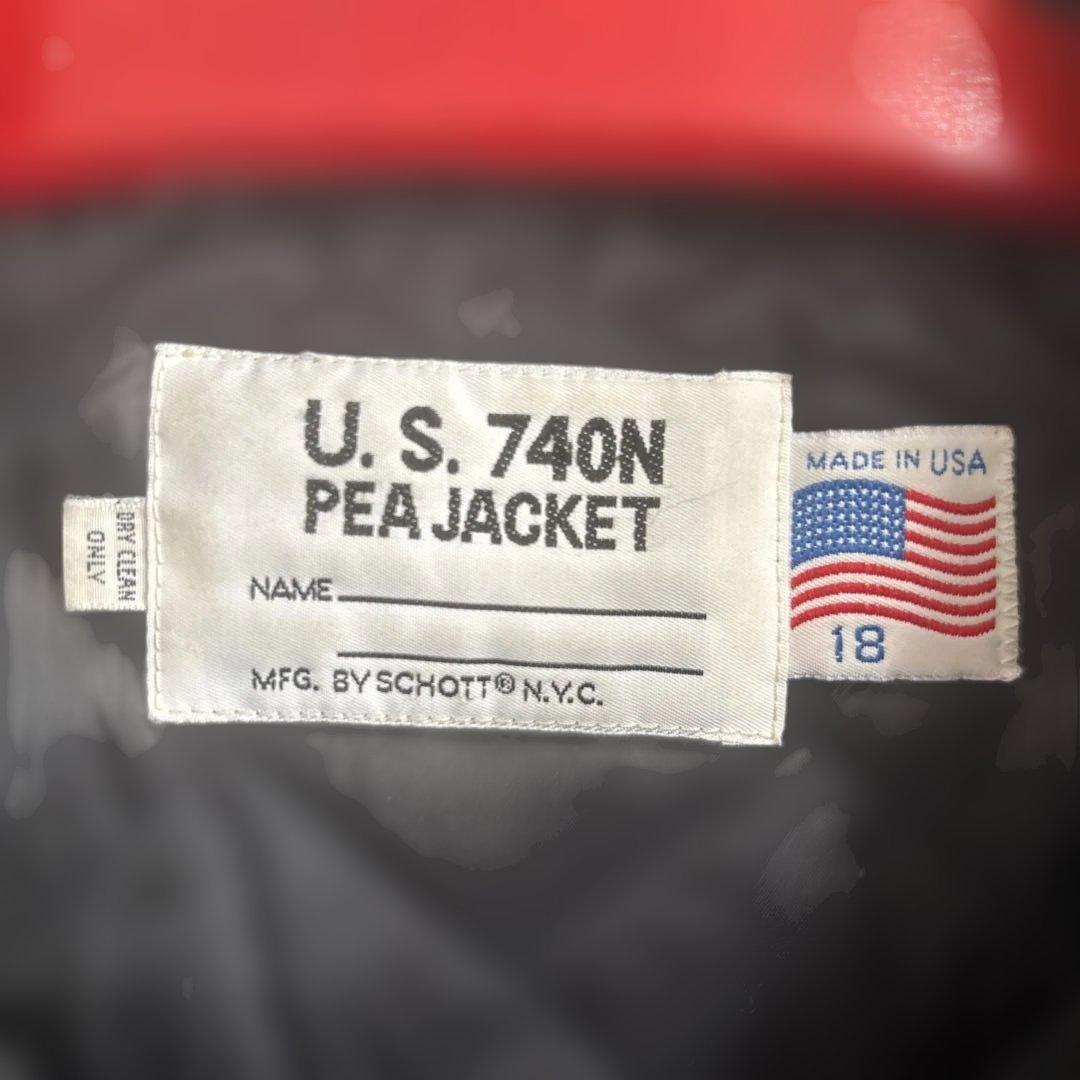 U. S. 740N
PEA JACKET
NAME
MFG. BY SCHOTT® N.Y.C.
DRY CLEAN
ONLY
MADE IN USA
18